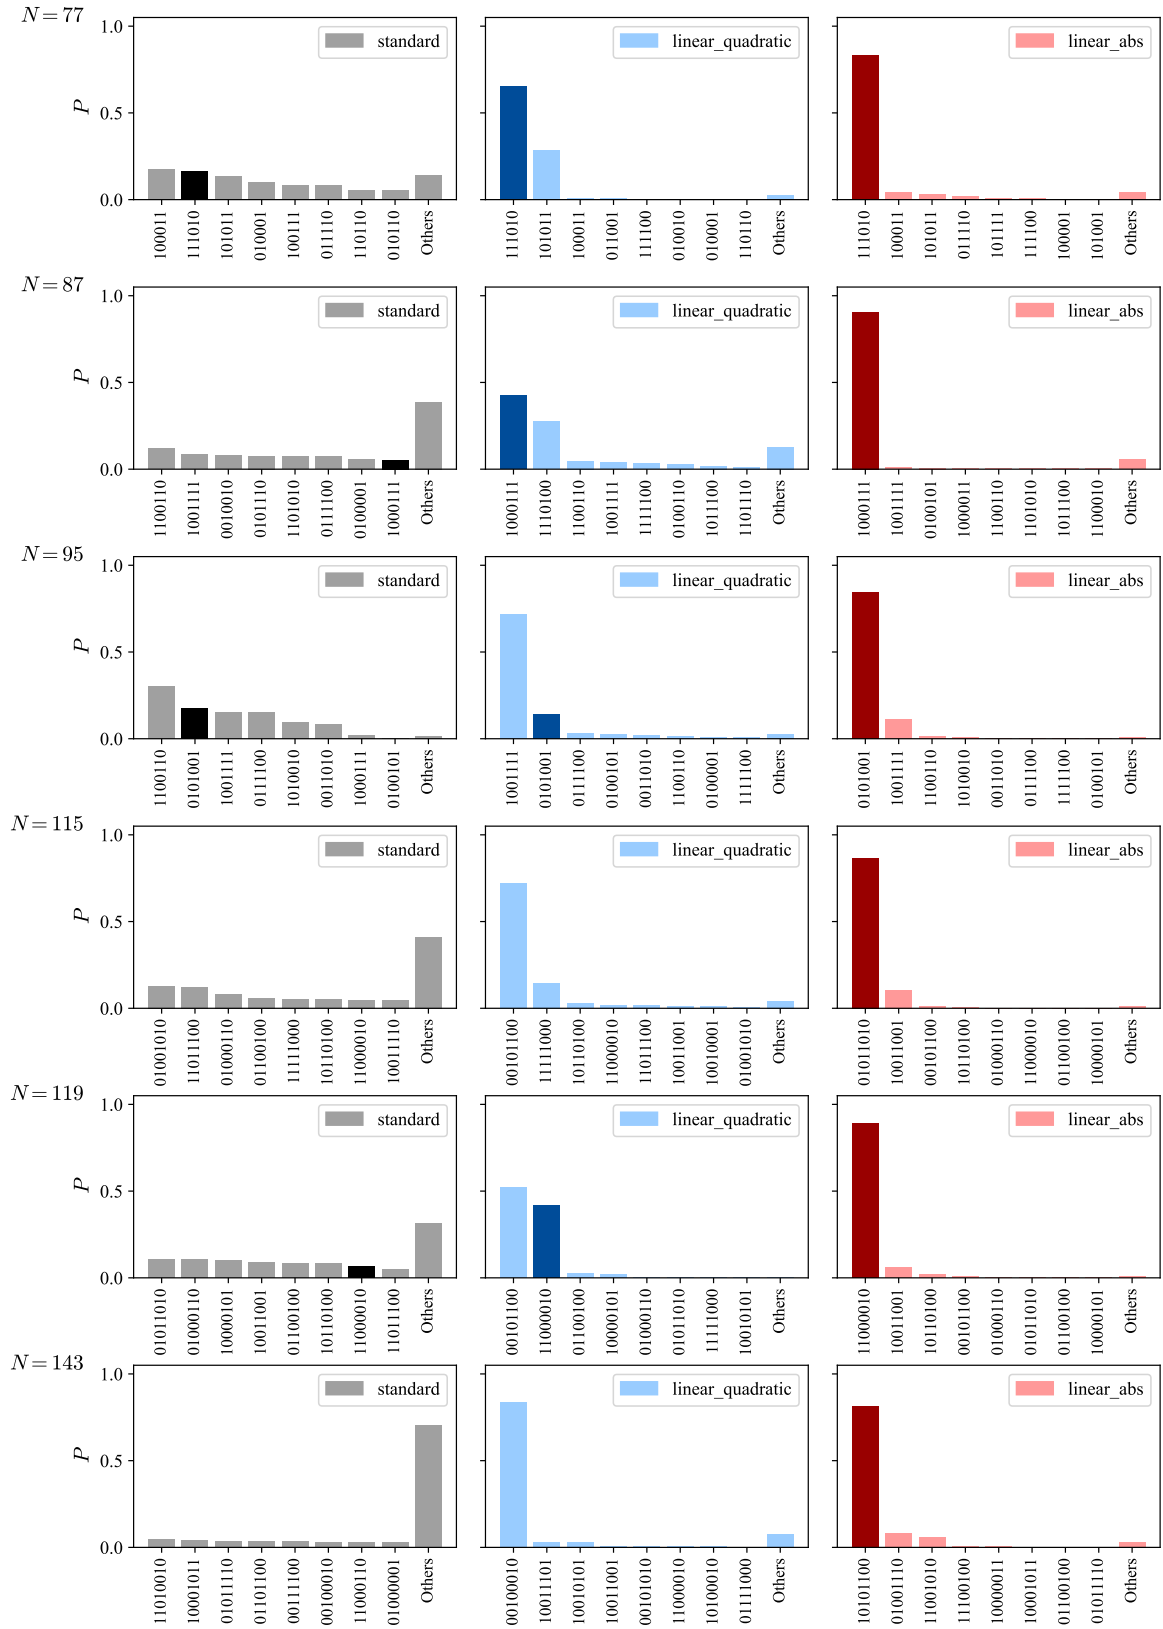 N = 77
1.0
0.5
0.0
P
standard
linear_quadratic
linear_abs
100011 111010 101011 010001 100111 011110 110110 010110 Others
111010 101011 100011 011001 111100 010010 010001 110110 Others
111010 100011 101011 011110 101111 111100 100001 101001 Others
N = 87
1.0
0.5
0.0
P
standard
linear_quadratic
linear_abs
1100110 1001111 0010010 0101110 1101010 0111100 0100001 1000111 Others
1000111 1110100 1100110 1001111 1111100 0100110 1011100 1101110 Others
1000111 1001111 0100101 1000011 1100110 1101010 1011100 1100010 Others
N = 95
1.0
0.5
0.0
P
standard
linear_quadratic
linear_abs
1100110 0101001 1001111 0111100 1010010 0011010 1000111 0100101 Others
1001111 0101001 0111100 1010010 0011010 1100110 0100001 1111100 Others
0101001 1001111 1100110 1010010 0011010 0111100 1111100 0100101 Others
N = 115
1.0
0.5
0.0
P
standard
linear_quadratic
linear_abs
01001010 11011100 01000110 01100100 11111000 10110100 11000010 10011110 Others
00101100 11111000 10110100 11000010 11011100 10011001 10010001 01001010 Others
01011010 10011001 00101100 10110100 01000110 11000010 01100100 10000101 Others
N = 119
1.0
0.5
0.0
P
standard
linear_quadratic
linear_abs
01011010 01000110 10000101 10011001 01100100 10110100 11000010 11011100 Others
00101100 11000010 01100100 10000101 01000110 01011010 11111000 10010101 Others
11000010 10011001 10110100 00101100 01011010 01000110 01100100 10000101 Others
N = 143
1.0
0.5
0.0
P
standard
linear_quadratic
linear_abs
11010010 10001011 01011110 01101100 00111100 00100010 11000110 01000001 Others
00100010 10011101 10110100 10001001 00101010 11000010 10100010 01111000 Others
10101100 01001110 11001010 11100100 10000011 10001011 01100100 01011110 Others